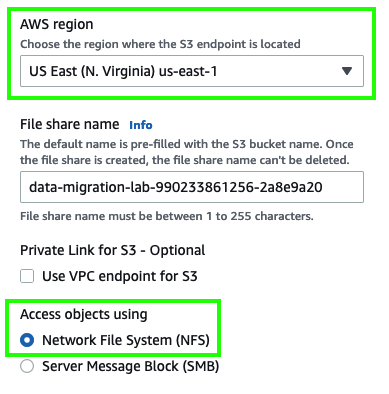 AWS region
Choose the region where the S3 endpoint is located
US East (N. Virginia) us-east-1
File share name Info
The default name is pre-filled with the S3 bucket name. Once
the file share is created, the file share name can't be deleted.
data-migration-lab-990233861256-2a8e9a20
File share name must be between 1 to 255 characters.
Private Link for S3 - Optional
Use VPC endpoint for S3
Access objects using
Network File System (NFS)
Server Message Block (SMB)